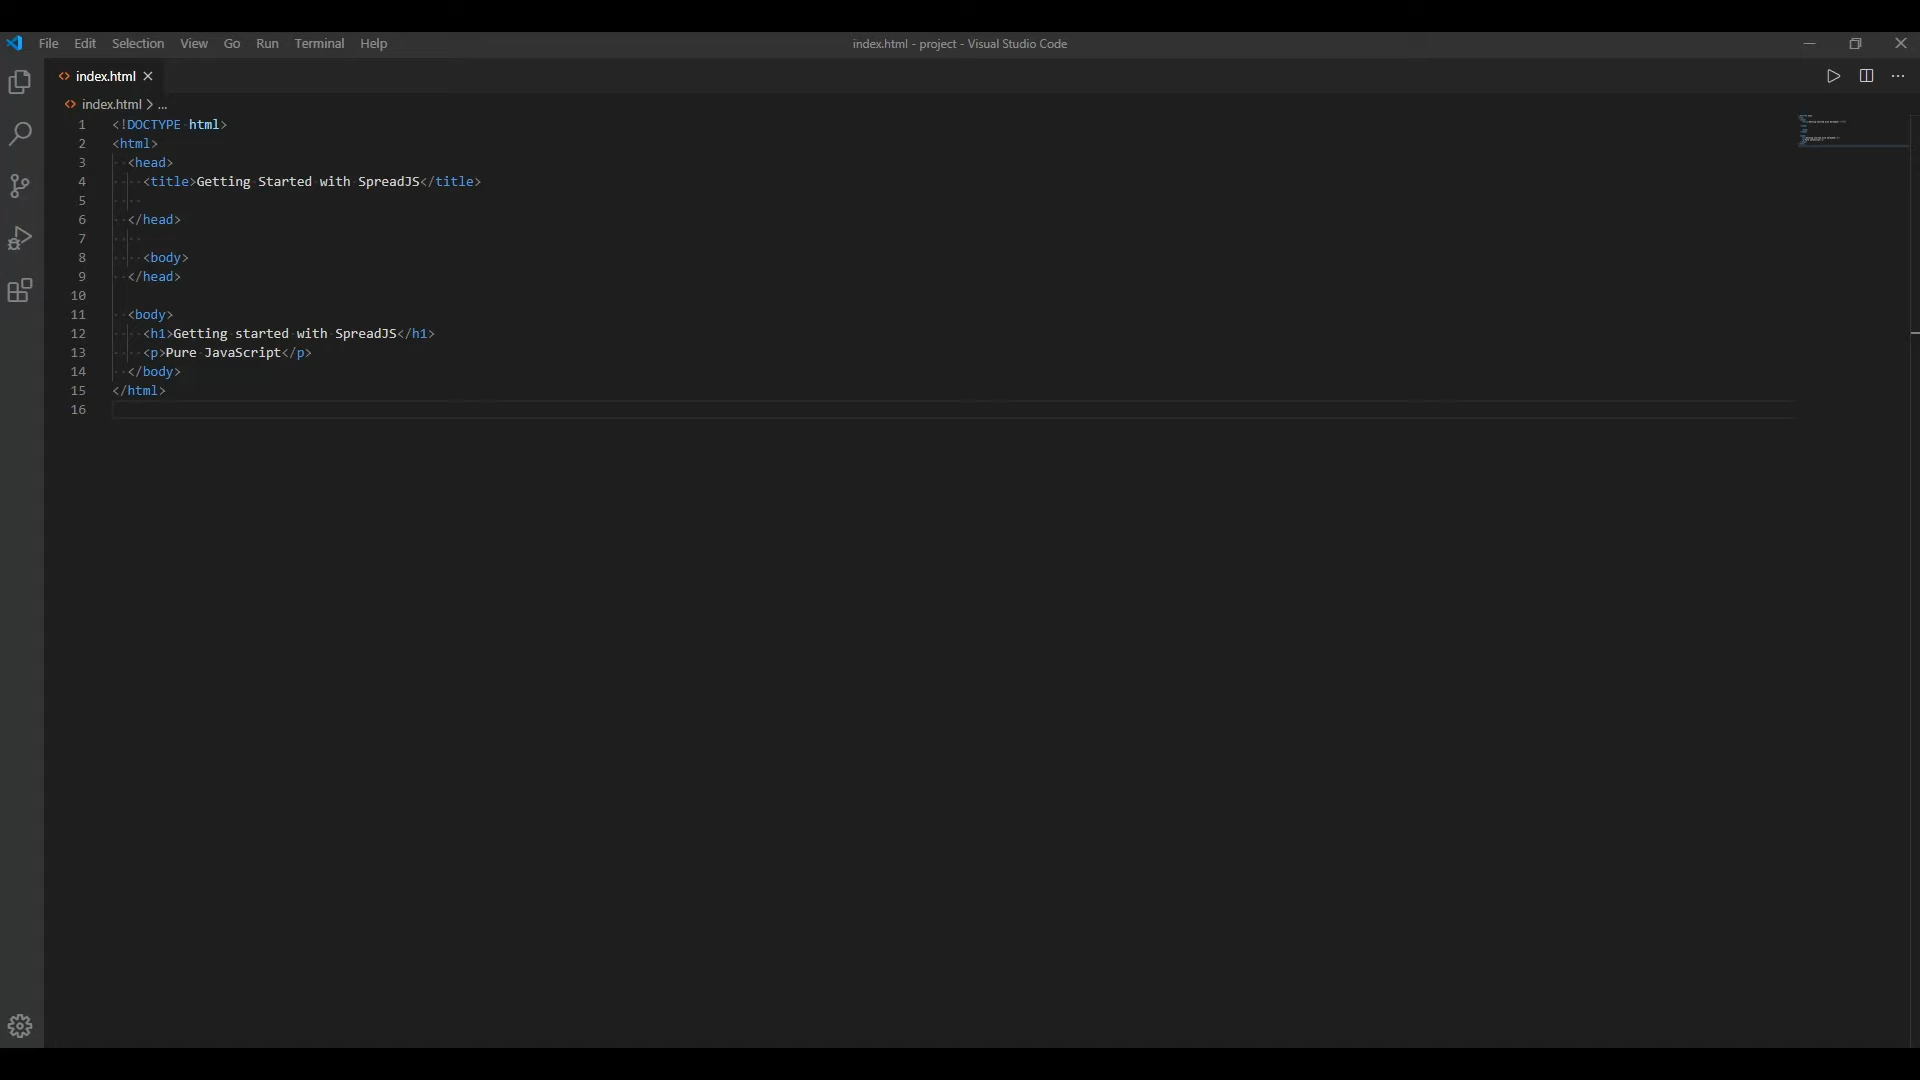 File Edit Selection View Go Run Terminal Help
index.html - project - Visual Studio Code
index.html
index.html > ...
1 <!DOCTYPE html>
2 <html>
3 <head>
4 <title>Getting Started with SpreadJS</title>
5
6 </head>
7
8 <body>
9 </head>
10
11 <body>
12 <h1>Getting started with SpreadJS</h1>
13 <p>Pure JavaScript</p>
14 </body>
15 </html>
16